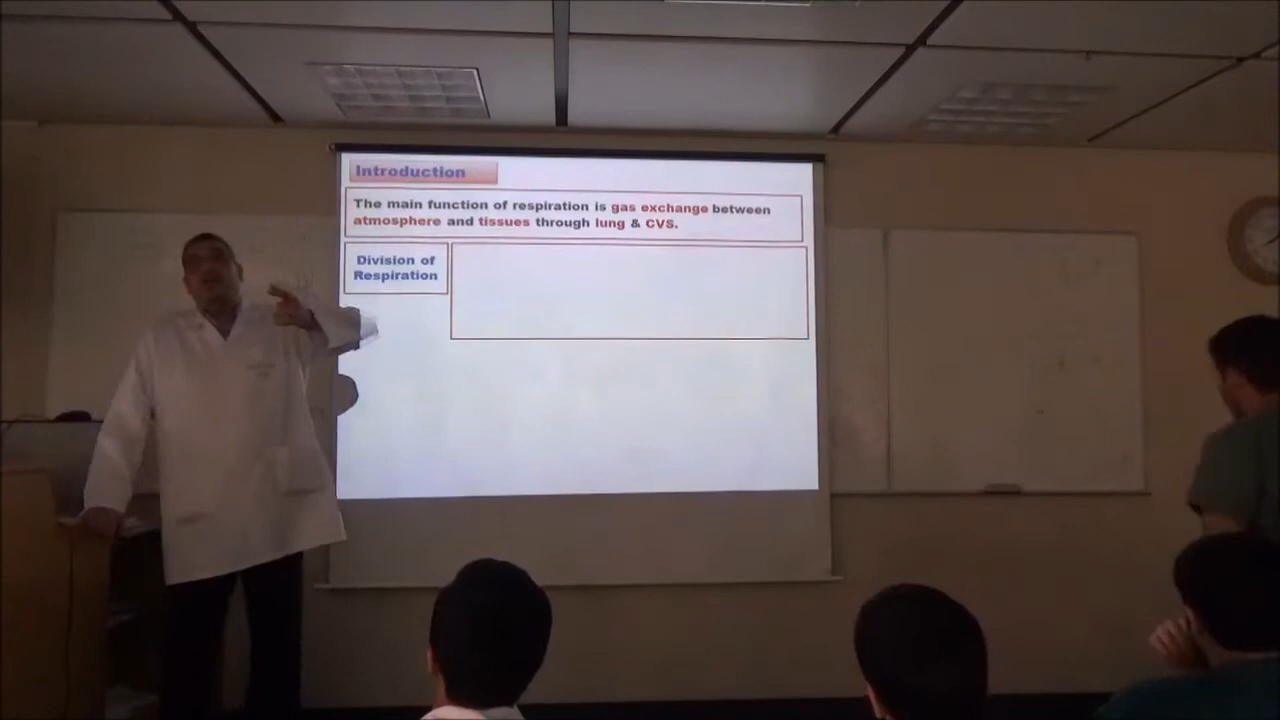 Introduction
The main function of respiration is gas exchange between
atmosphere and tissues through lung & CVS.
Division of
Respiration